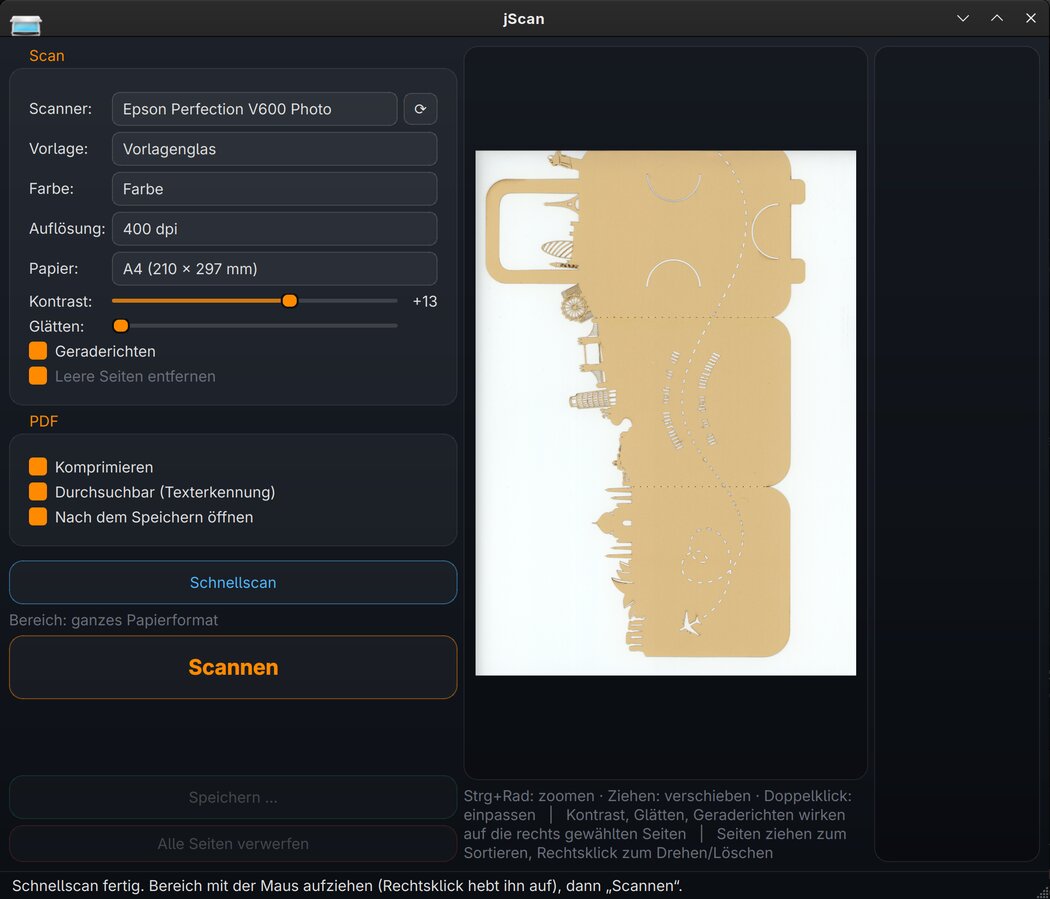 jScan
Scan
Scanner: Epson Perfection V600 Photo ⟳
Vorlage: Vorlagenglas
Farbe: Farbe
Auflösung: 400 dpi
Papier: A4 (210 × 297 mm)
Kontrast: +13
Glätten:
Geraderichten
Leere Seiten entfernen
PDF
Komprimieren
Durchsuchbar (Texterkennung)
Nach dem Speichern öffnen
Schnellscan
Bereich: ganzes Papierformat
Scannen
Speichern ...
Alle Seiten verwerfen
Strg+Rad: zoomen · Ziehen: verschieben · Doppelklick:
einpassen | Kontrast, Glätten, Geraderichten wirken
auf die rechts gewählten Seiten | Seiten ziehen zum
Sortieren, Rechtsklick zum Drehen/Löschen
Schnellscan fertig. Bereich mit der Maus aufziehen (Rechtsklick hebt ihn auf), dann „Scannen“.